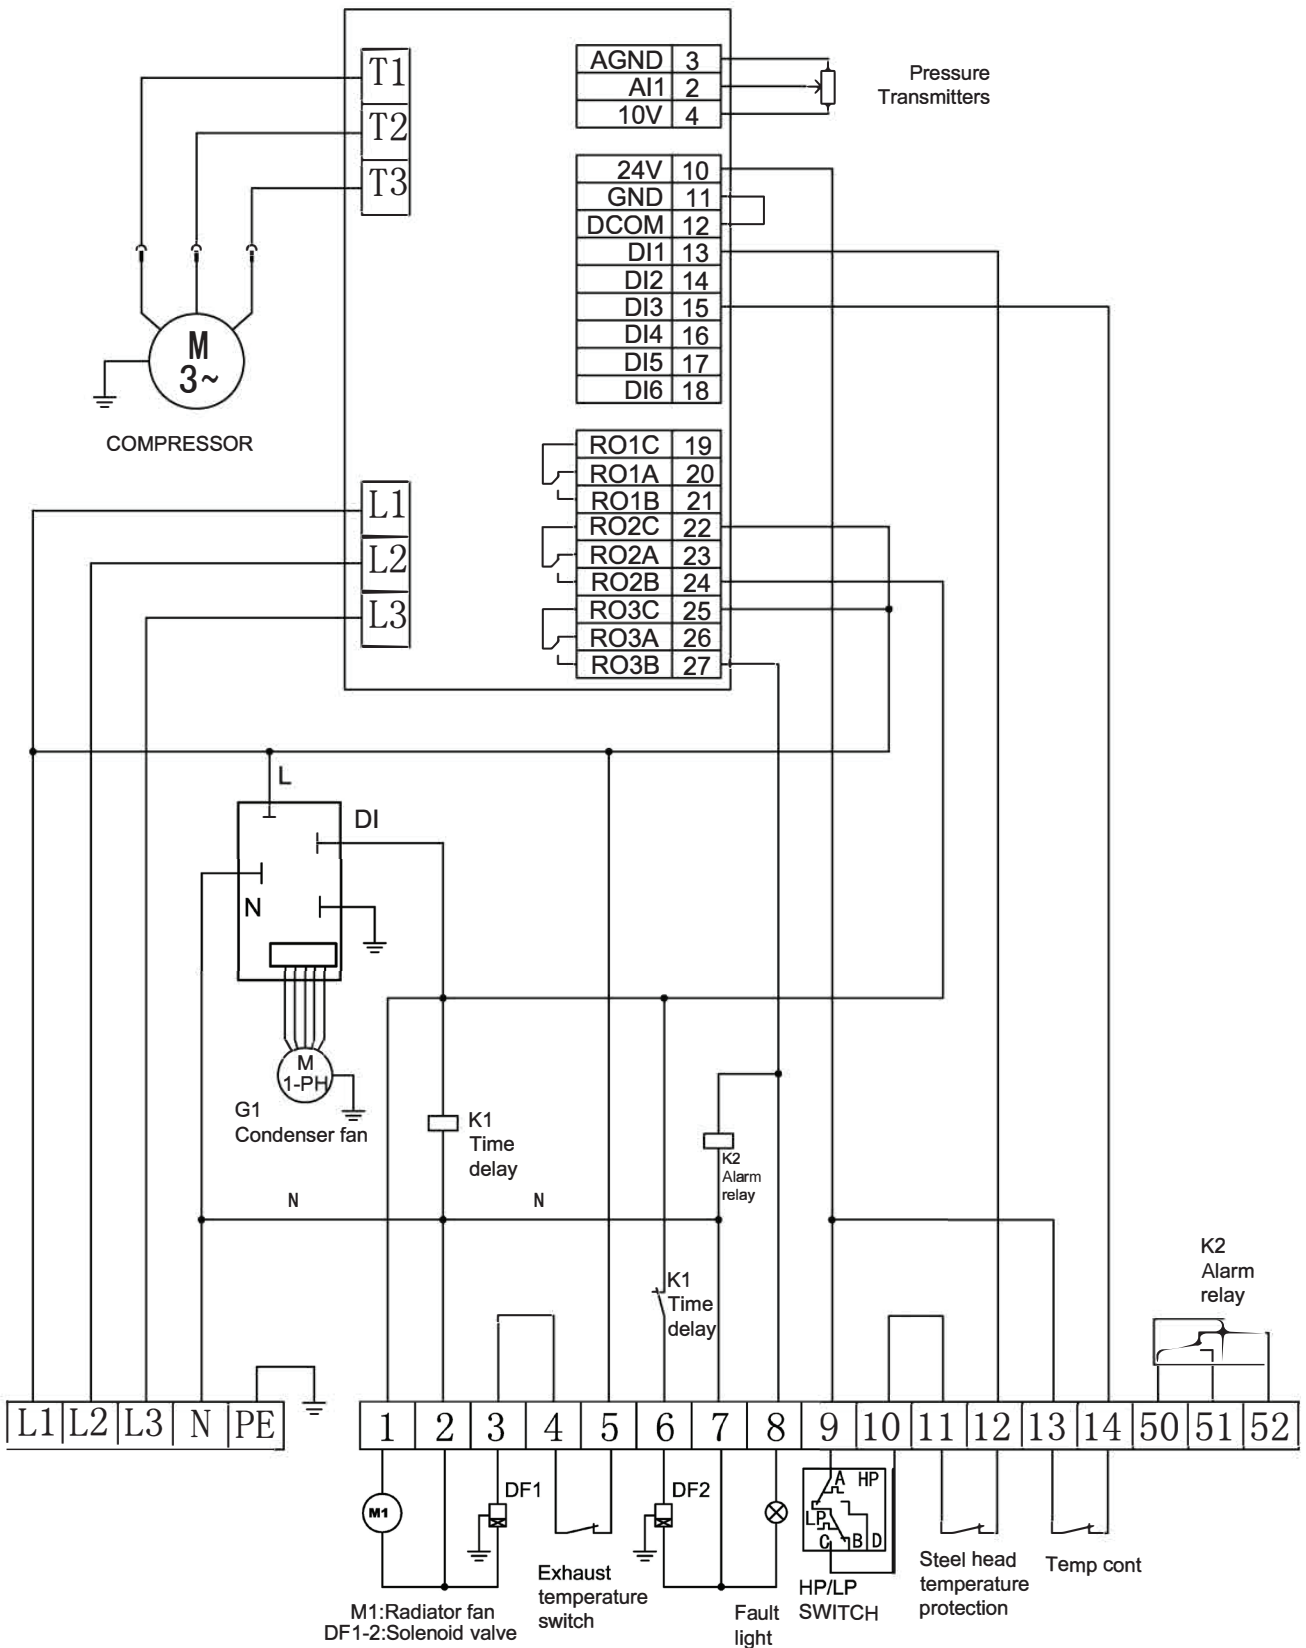 T1
T2
T3
AGND 3
AI1 2
10V 4
Pressure
Transmitters
24V 10
GND 11
DCOM 12
DI1 13
DI2 14
DI3 15
DI4 16
DI5 17
DI6 18
M
3~
COMPRESSOR
RO1C 19
RO1A 20
RO1B 21
RO2C 22
RO2A 23
RO2B 24
RO3C 25
RO3A 26
RO3B 27
L1
L2
L3
L
DI
N
M
1-PH
G1
Condenser fan
K1
Time
delay
K2
Alarm
relay
N
N
K1
Time
delay
K2
Alarm
relay
L1 L2 L3 N PE
1 2 3 4 5 6 7 8 9 10 11 12 13 14 50 51 52
M1
DF1
DF2
A HP
LP
C B D
Exhaust
temperature
switch
M1:Radiator fan
DF1-2:Solenoid valve
Fault
light
HP/LP
SWITCH
Steel head
temperature
protection
Temp cont